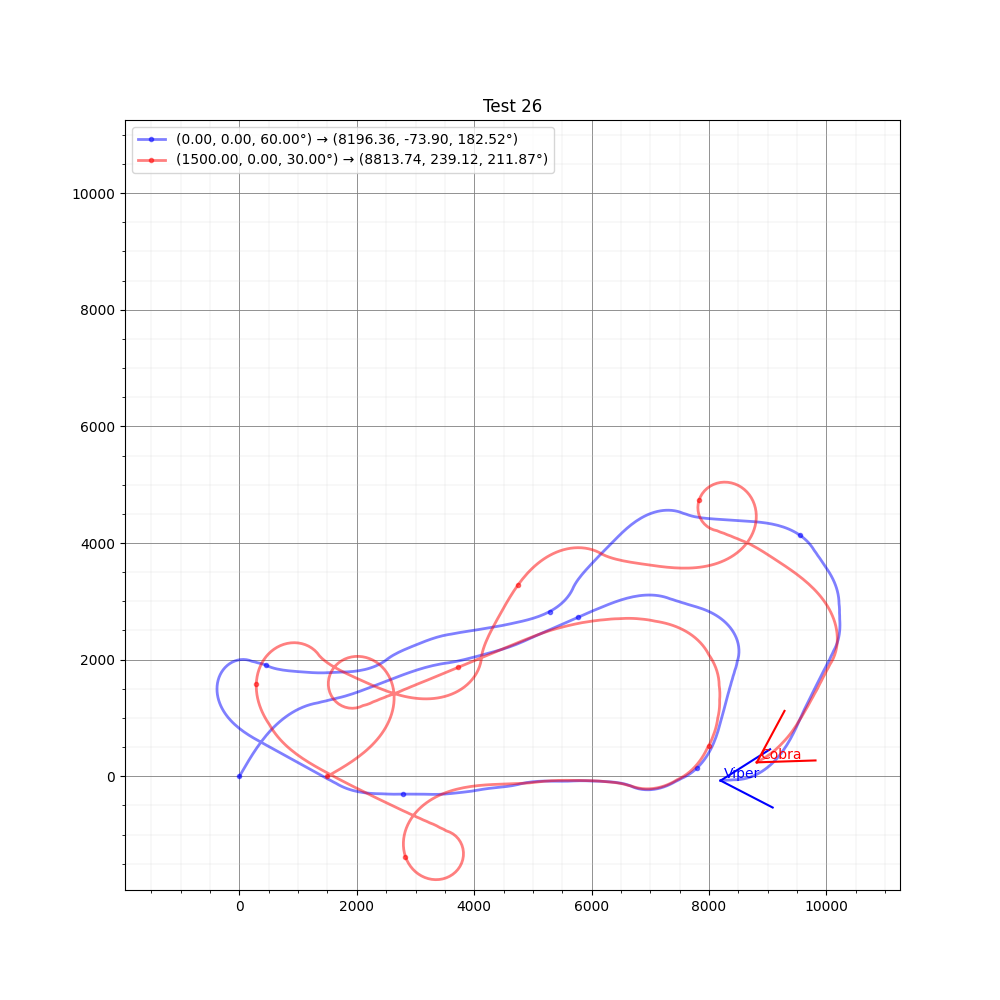 Test 26
(0.00, 0.00, 60.00°) → (8196.36, -73.90, 182.52°)
(1500.00, 0.00, 30.00°) → (8813.74, 239.12, 211.87°)
10000
8000
6000
4000
2000
0
Cobra
Viper
0 2000 4000 6000 8000 10000